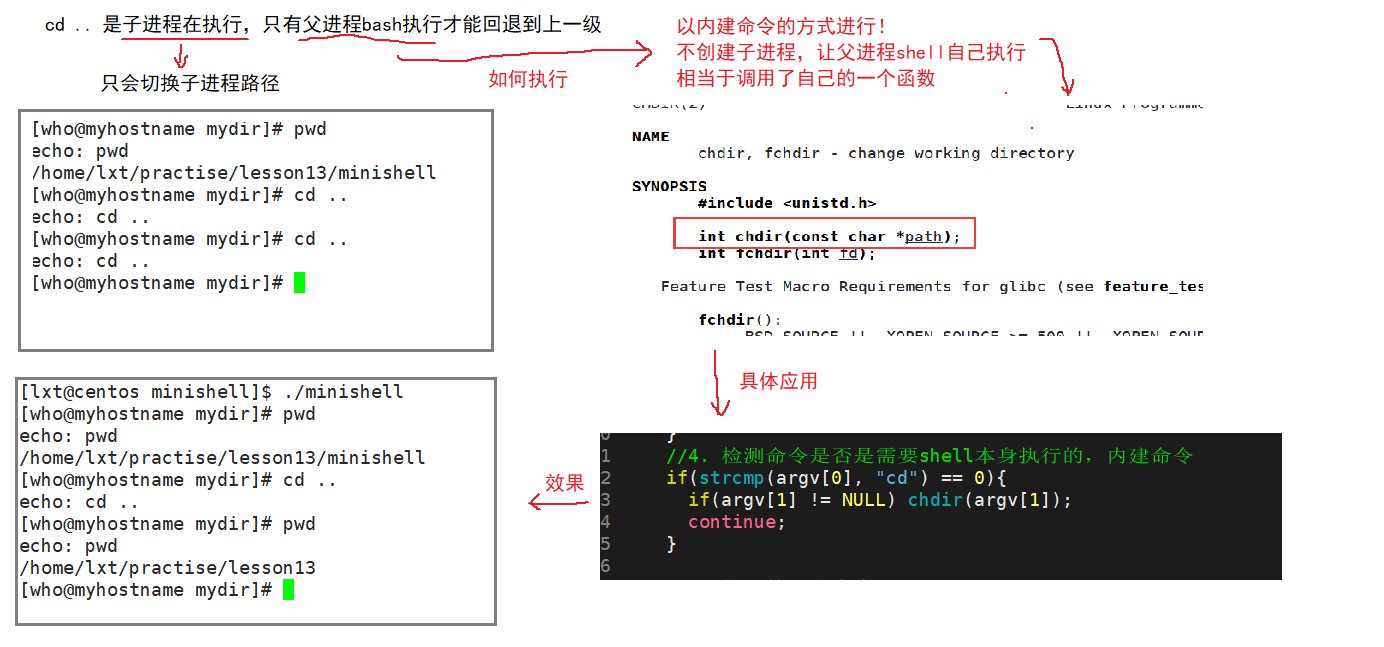 cd .. 是子进程在执行，只有父进程bash执行才能回退到上一级
只会切换子进程路径
如何执行
以内建命令的方式进行！
不创建子进程，让父进程shell自己执行
相当于调用了自己的一个函数
[who@myhostname mydir]# pwd
echo: pwd
/home/lxt/practise/lesson13/minishell
[who@myhostname mydir]# cd ..
echo: cd ..
[who@myhostname mydir]# cd ..
echo: cd ..
[who@myhostname mydir]#
CHDIR(2) Linux Programme
NAME
chdir, fchdir - change working directory
SYNOPSIS
#include <unistd.h>
int chdir(const char *path);
int fchdir(int fd);
Feature Test Macro Requirements for glibc (see feature_tes
fchdir():
具体应用
}
1 //4. 检测命令是否是需要shell本身执行的，内建命令
2 if(strcmp(argv[0], "cd") == 0){
3 if(argv[1] != NULL) chdir(argv[1]);
4 continue;
5 }
6
效果
[lxt@centos minishell]$ ./minishell
[who@myhostname mydir]# pwd
echo: pwd
/home/lxt/practise/lesson13/minishell
[who@myhostname mydir]# cd ..
echo: cd ..
[who@myhostname mydir]# pwd
echo: pwd
/home/lxt/practise/lesson13
[who@myhostname mydir]#